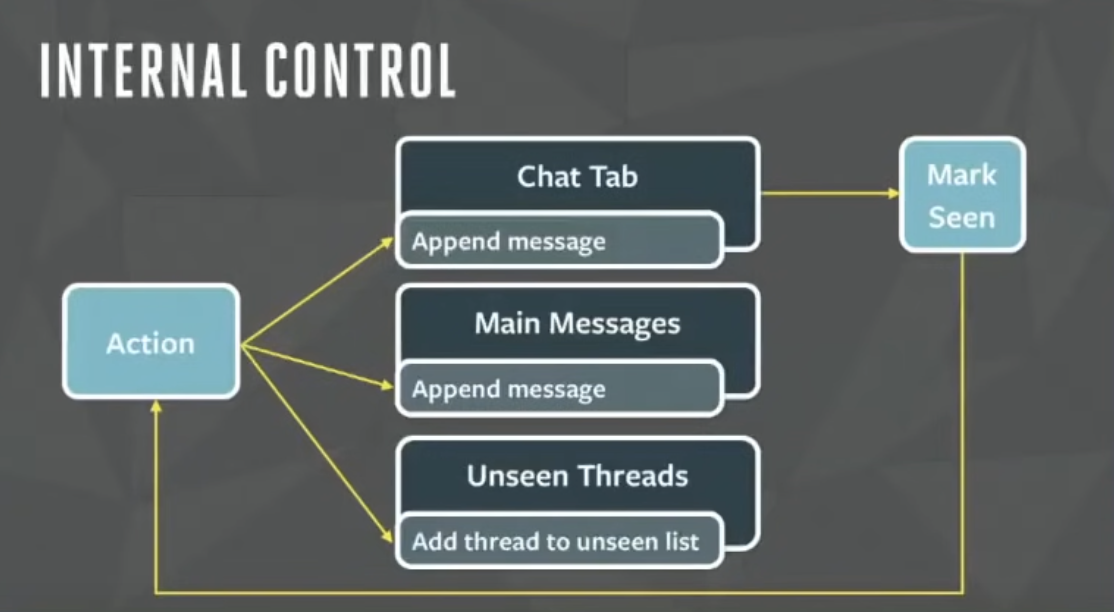 INTERNAL CONTROL
Chat Tab
Append message
Mark
Seen
Action
Main Messages
Append message
Unseen Threads
Add thread to unseen list